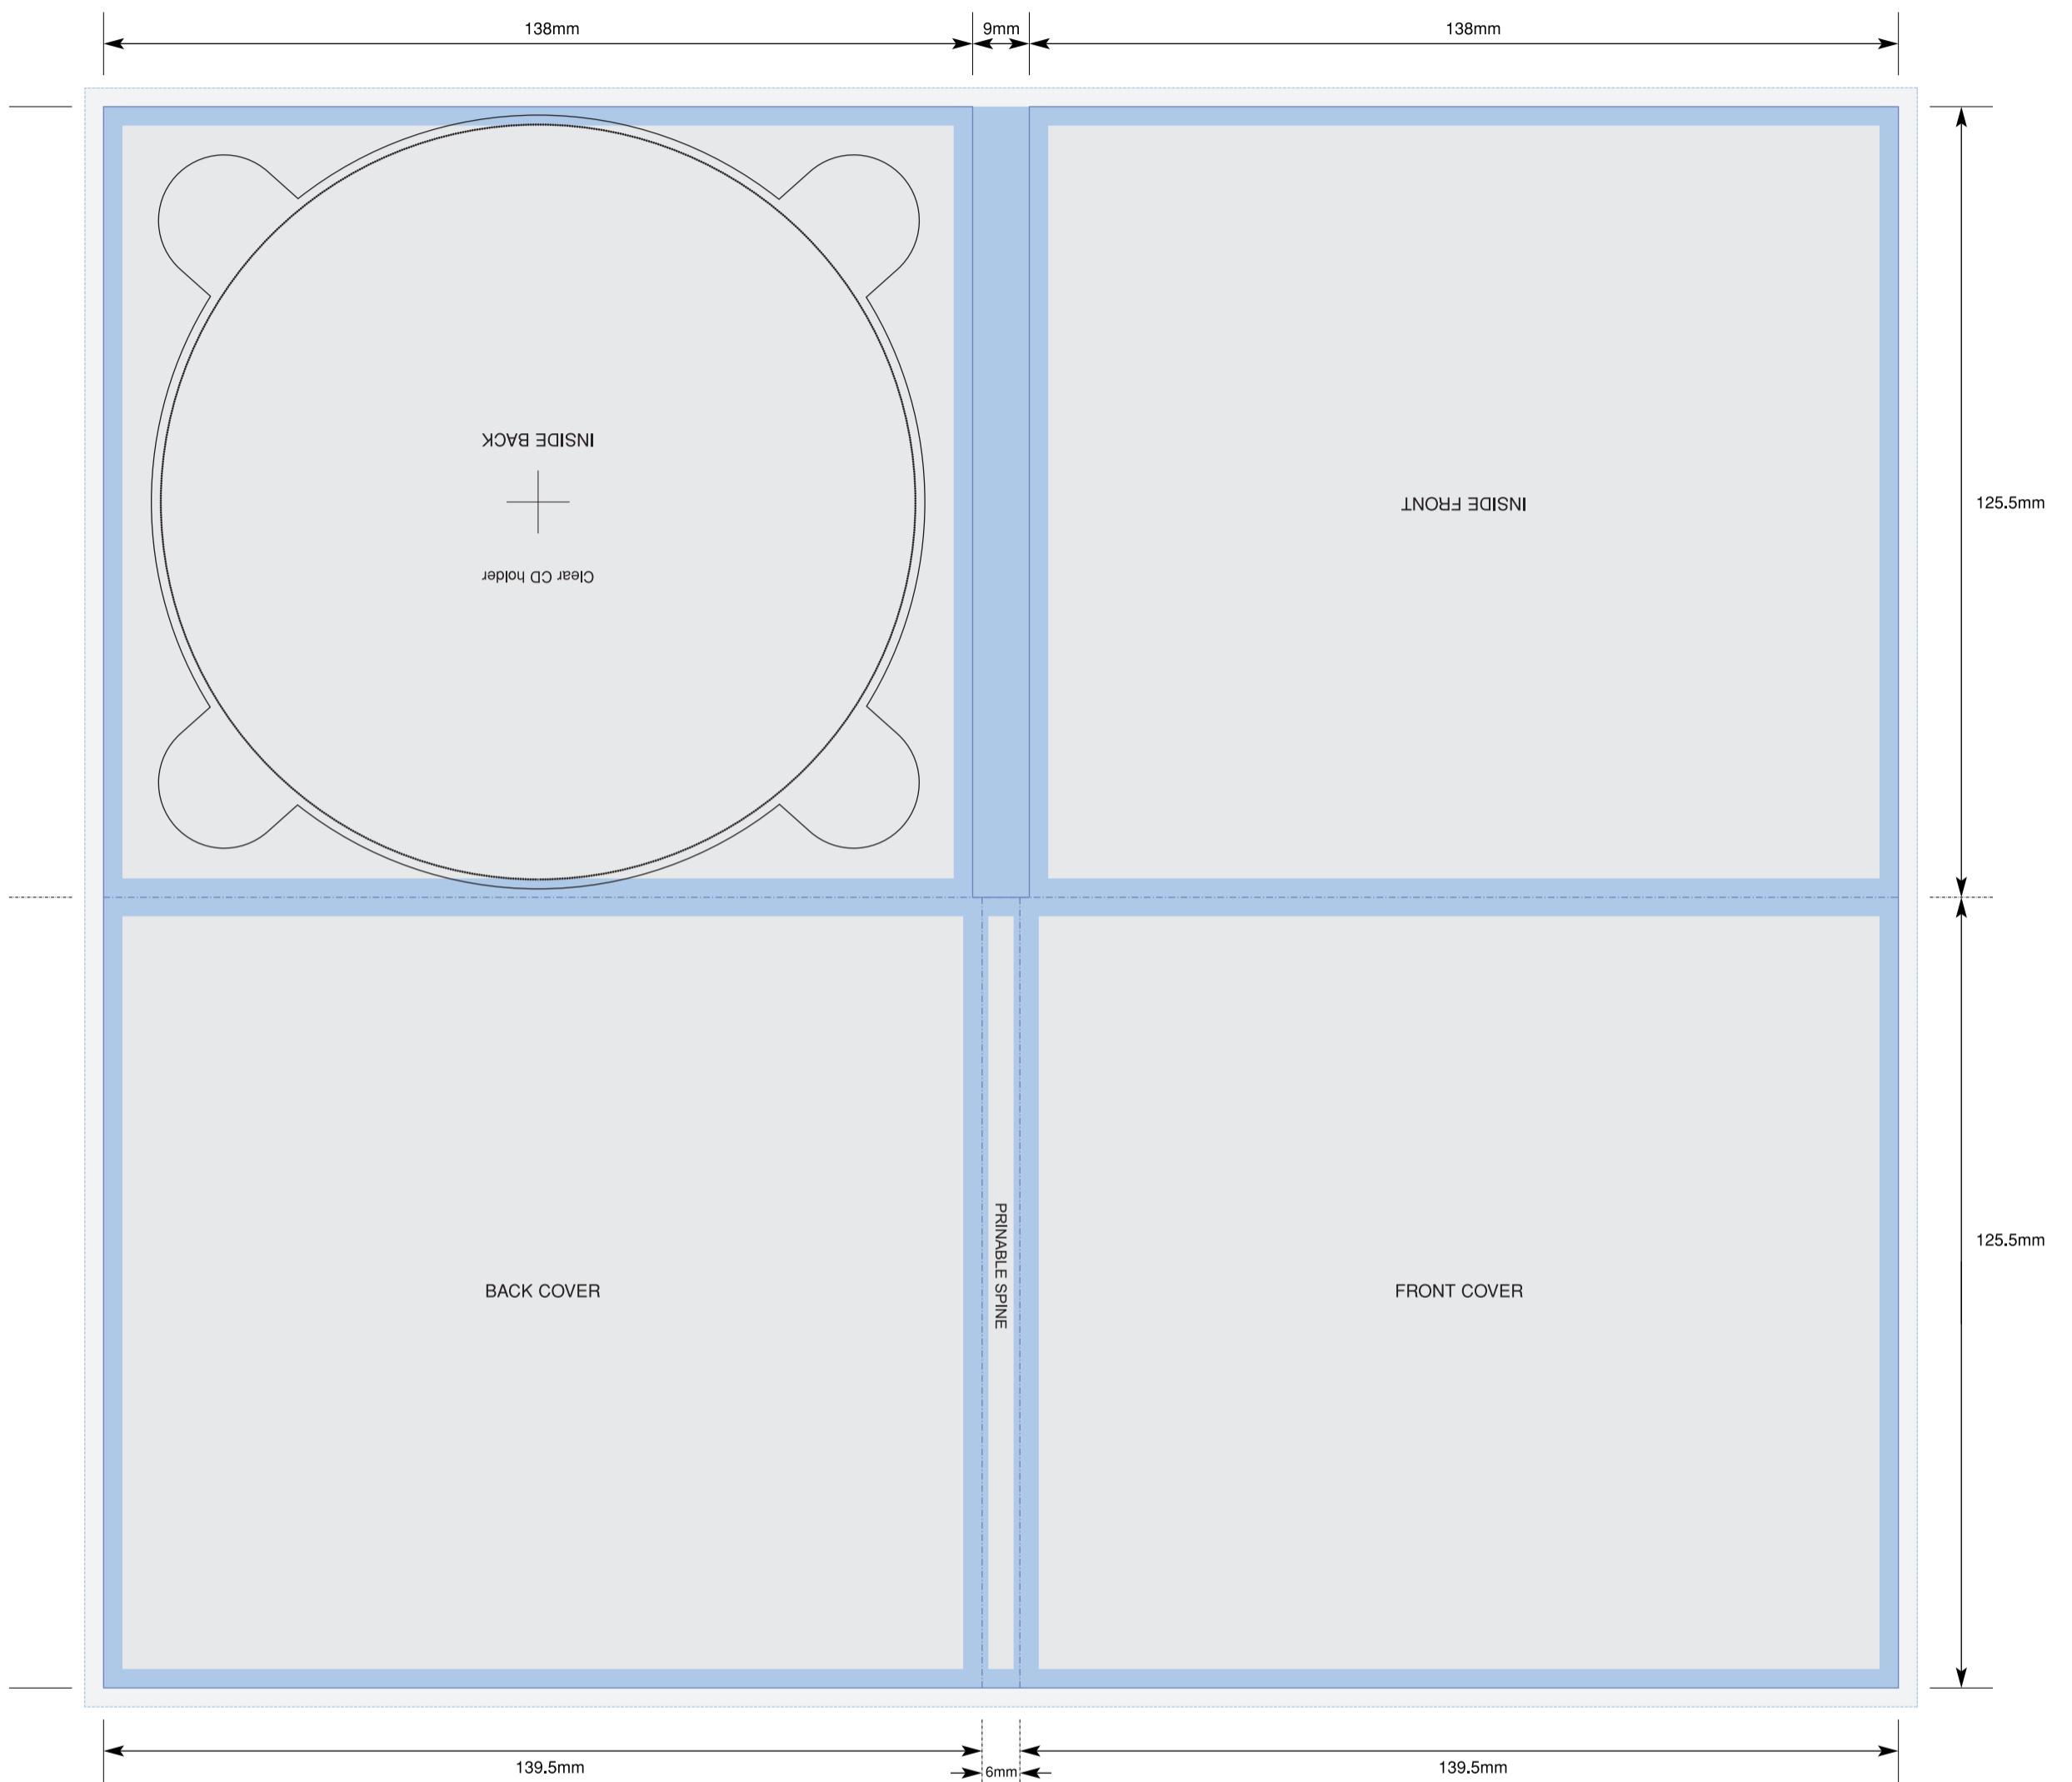 138mm
9mm
138mm
INSIDE BACK
Clear CD holder
INSIDE FRONT
125.5mm
BACK COVER
PRINABLE SPINE
FRONT COVER
125.5mm
139.5mm
6mm
139.5mm